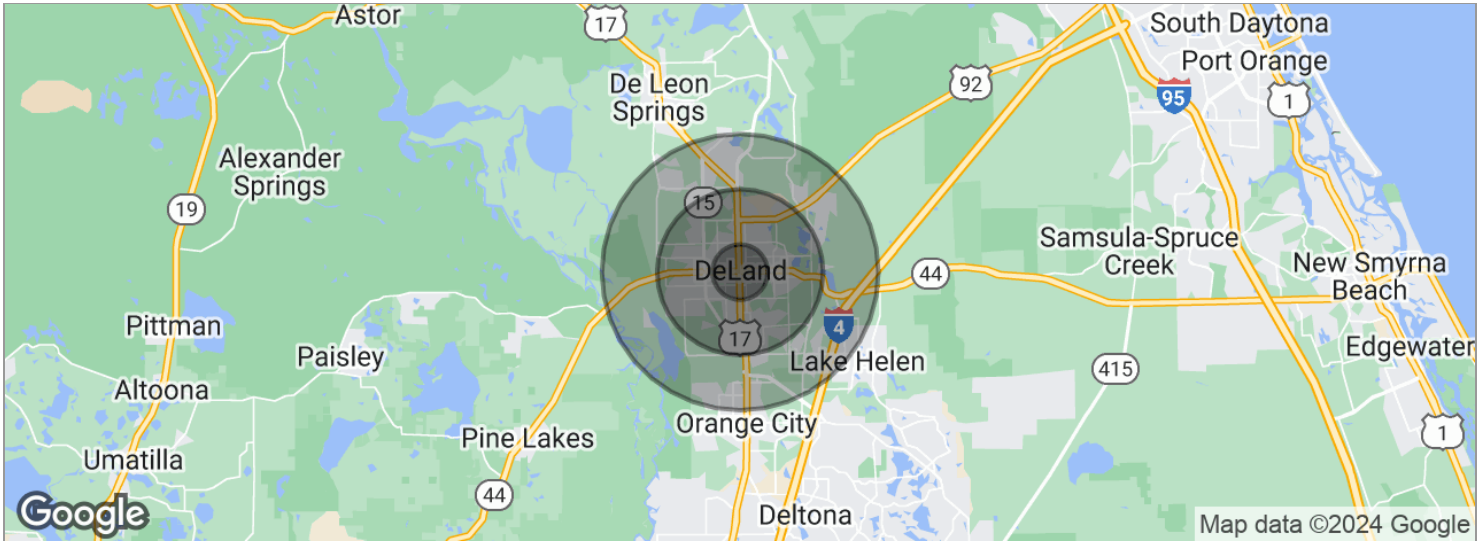 Astor
17
South Daytona
Port Orange
De Leon
Springs
92
95
1
Alexander
Springs
19
15
Samsula-Spruce
Creek
DeLand
44
New Smyrna
Beach
Pittman
4
17
Paisley
Lake Helen
Edgewater
415
Altoona
Orange City
Pine Lakes
1
Umatilla
44
Deltona
Google
Map data ©2024 Google